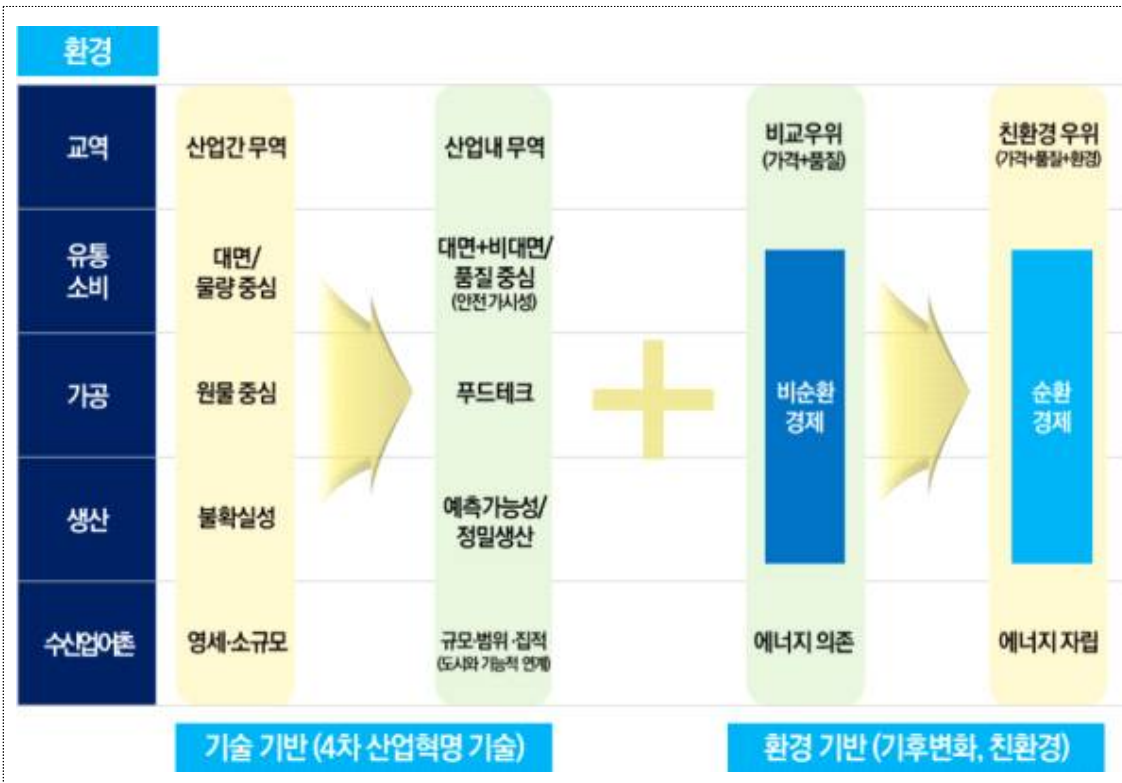 환경
교역
산업간 무역
산업내 무역
비교우위
(가격+품질)
친환경 우위
(가격+품질+환경)
유통
소비
대면/
물량 중심
대면+비대면/
품질 중심
(안전가시성)
가공
원물 중심
푸드테크
비순환
경제
순환
경제
생산
불확실성
예측가능성/
정밀생산
수산업어촌
영세·소규모
규모·범위·집적
(도시와 기능적 연계)
에너지 의존
에너지 자립
기술 기반 (4차 산업혁명 기술)
환경 기반 (기후변화, 친환경)